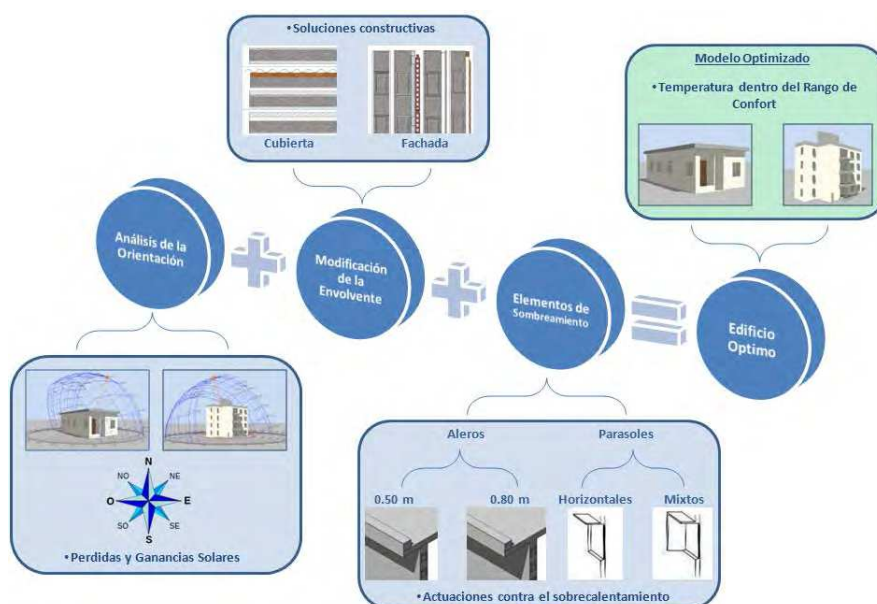 •Soluciones constructivas
Cubierta
Fachada
Modelo Optimizado
•Temperatura dentro del Rango de
Confort
Análisis de la
Orientación
Modificación
de la
Envolvente
Elementos de
Sombreamiento
Edificio
Optimo
N
NO
NE
O
E
SO
SE
S
•Perdidas y Ganancias Solares
Aleros
Parasoles
0.50 m
0.80 m
Horizontales
Mixtos
•Actuaciones contra el sobrecalentamiento